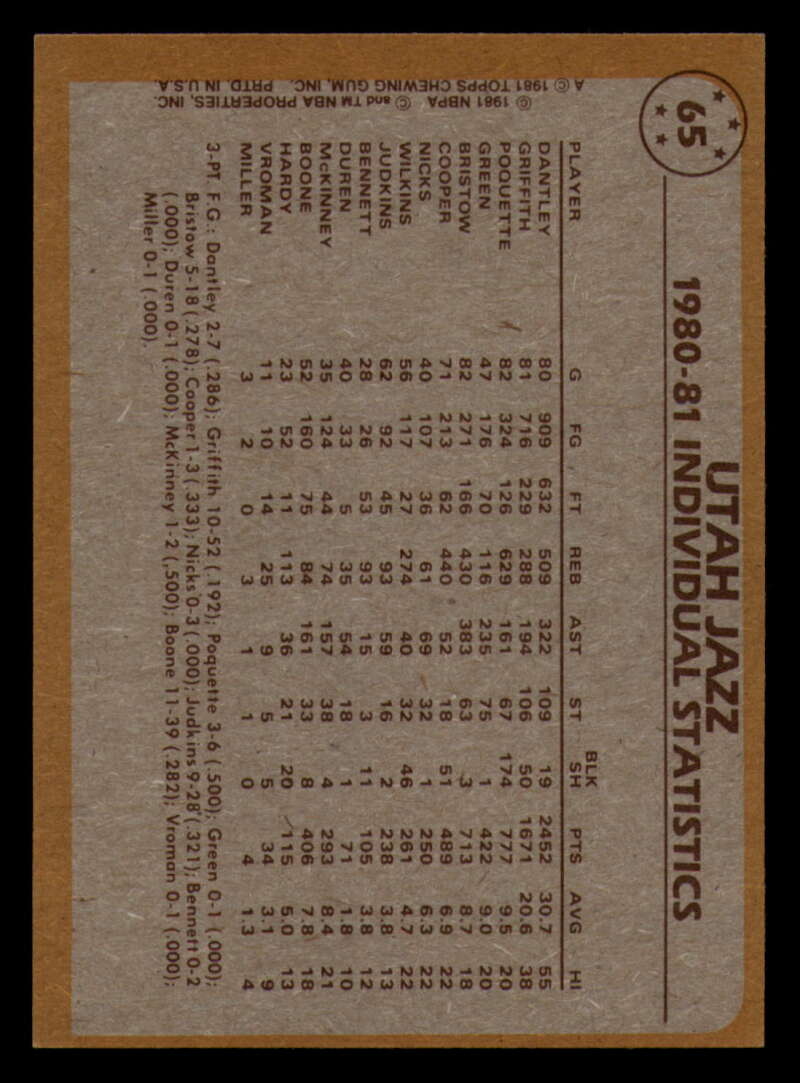 65
UTAH JAZZ
1980-81 INDIVIDUAL STATISTICS
BLK
PLAYER G FG FT REB AST ST SH PTS AVG HI
DANTLEY 80 909 632 509 322 109 19 2452 30.7 55
GRIFFITH 81 716 229 288 194 106 50 1671 20.6 38
POQUETTE 82 324 126 629 161 67 174 777 9.5 20
GREEN 47 176 70 116 235 75 1 422 9.0 20
BRISTOW 82 271 166 430 383 63 3 713 8.7 18
COOPER 71 213 62 440 52 18 51 489 6.9 22
NICKS 40 107 36 61 69 32 1 250 6.3 22
WILKINS 56 117 27 274 40 32 46 261 4.7 22
JUDKINS 62 92 45 93 59 16 2 238 3.8 13
BENNETT 28 26 53 93 15 3 11 105 3.8 12
DUREN 40 33 5 35 54 18 1 71 1.8 10
McKINNEY 35 124 44 74 157 38 4 293 8.4 21
BOONE 52 160 75 84 161 33 8 406 7.8 18
HARDY 23 52 11 113 36 21 20 115 5.0 13
VROMAN 11 10 14 25 9 5 5 34 3.1 9
MILLER 3 2 0 3 1 1 0 4 1.3 4
3-PT. F.G.: Dantley 2-7 (.286); Griffith 10-52 (.192); Poquette 3-6 (.500); Green 0-1 (.000);
Bristow 5-18 (.278); Cooper 1-3 (.333); Nicks 0-3 (.000); Judkins 9-28 (.321); Bennett 0-2
(.000); Duren 0-1 (.000); McKinney 1-2 (.500); Boone 11-39 (.282); Vroman 0-1 (.000);
Miller 0-1 (.000).
© 1981 NBPA © and TM NBA PROPERTIES, INC.
A © 1981 TOPPS CHEWING GUM, INC. PRTD. IN U.S.A.